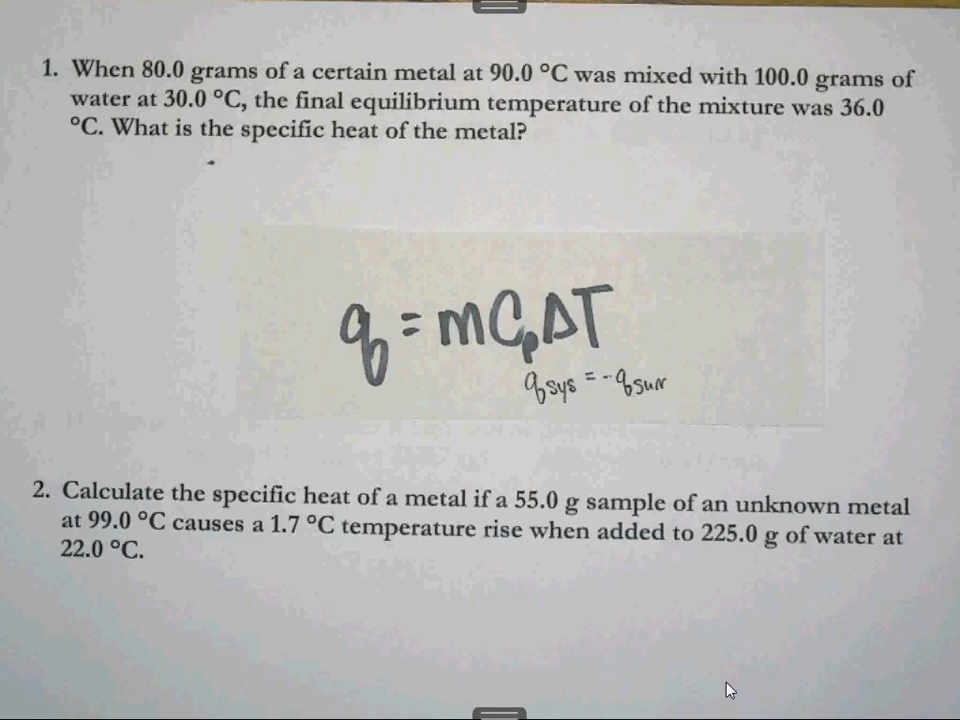 1. When 80.0 grams of a certain metal at 90.0 °C was mixed with 100.0 grams of
water at 30.0 °C, the final equilibrium temperature of the mixture was 36.0
°C. What is the specific heat of the metal?
q = mCpΔT
qsys = -qsurr
2. Calculate the specific heat of a metal if a 55.0 g sample of an unknown metal
at 99.0 °C causes a 1.7 °C temperature rise when added to 225.0 g of water at
22.0 °C.